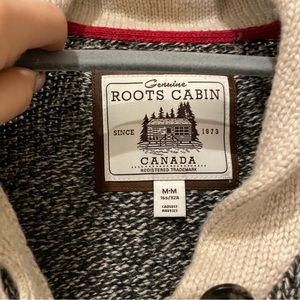 Genuine
ROOTS CABIN
SINCE 1973
CANADA
REGISTERED TRADEMARK
M·M